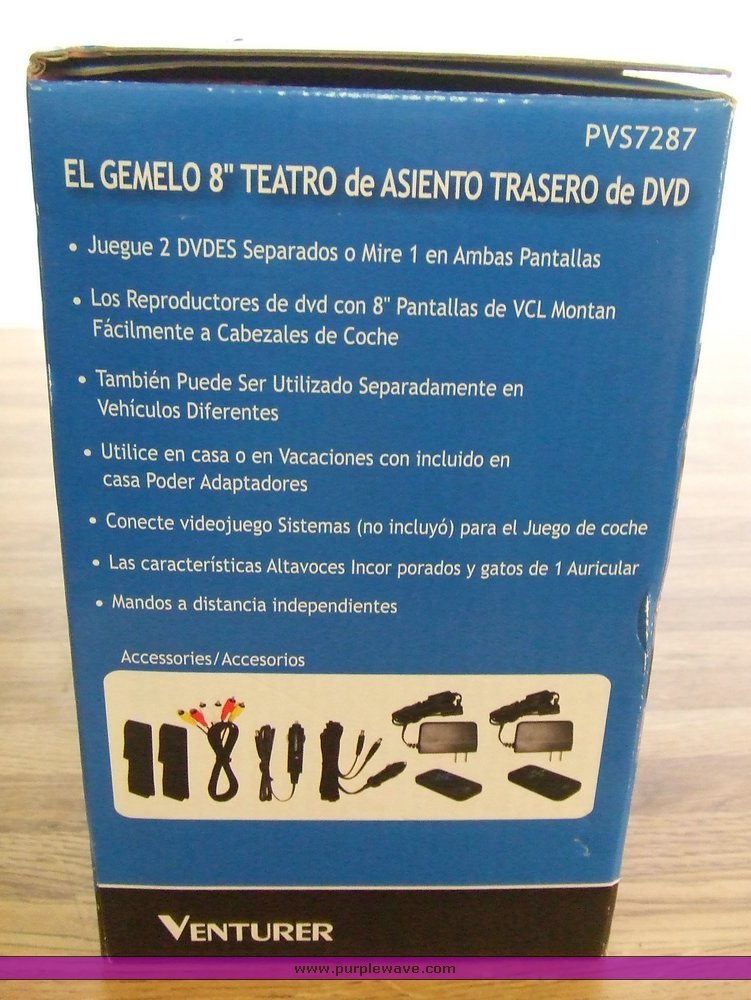 PVS7287
EL GEMELO 8" TEATRO de ASIENTO TRASERO de DVD
• Juegue 2 DVDES Separados o Mire 1 en Ambas Pantallas
• Los Reproductores de dvd con 8" Pantallas de VCL Montan
Fácilmente a Cabezales de Coche
• También Puede Ser Utilizado Separadamente en
Vehículos Diferentes
• Utilice en casa o en Vacaciones con incluido en
casa Poder Adaptadores
• Conecte videojuego Sistemas (no incluyó) para el Juego de coche
• Las características Altavoces Incor porados y gatos de 1 Auricular
• Mandos a distancia independientes
Accessories/Accesorios
VENTURER
www.purplewave.com